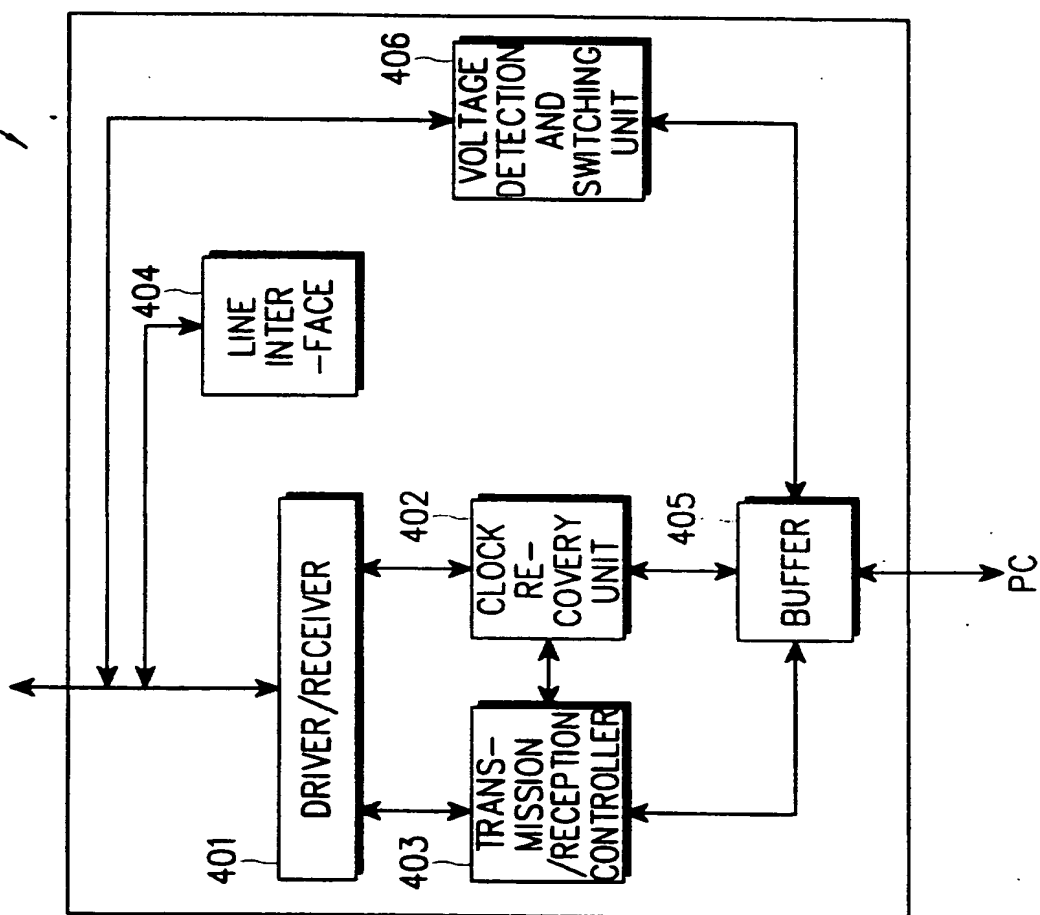 401
DRIVER/RECEIVER
404
LINE
INTER
-FACE
406
VOLTAGE
DETECTION
AND
SWITCHING
UNIT
403
TRANS-
MISSION
/RECEPTION
CONTROLLER
402
CLOCK
RE-
COVERY
UNIT
405
BUFFER
PC